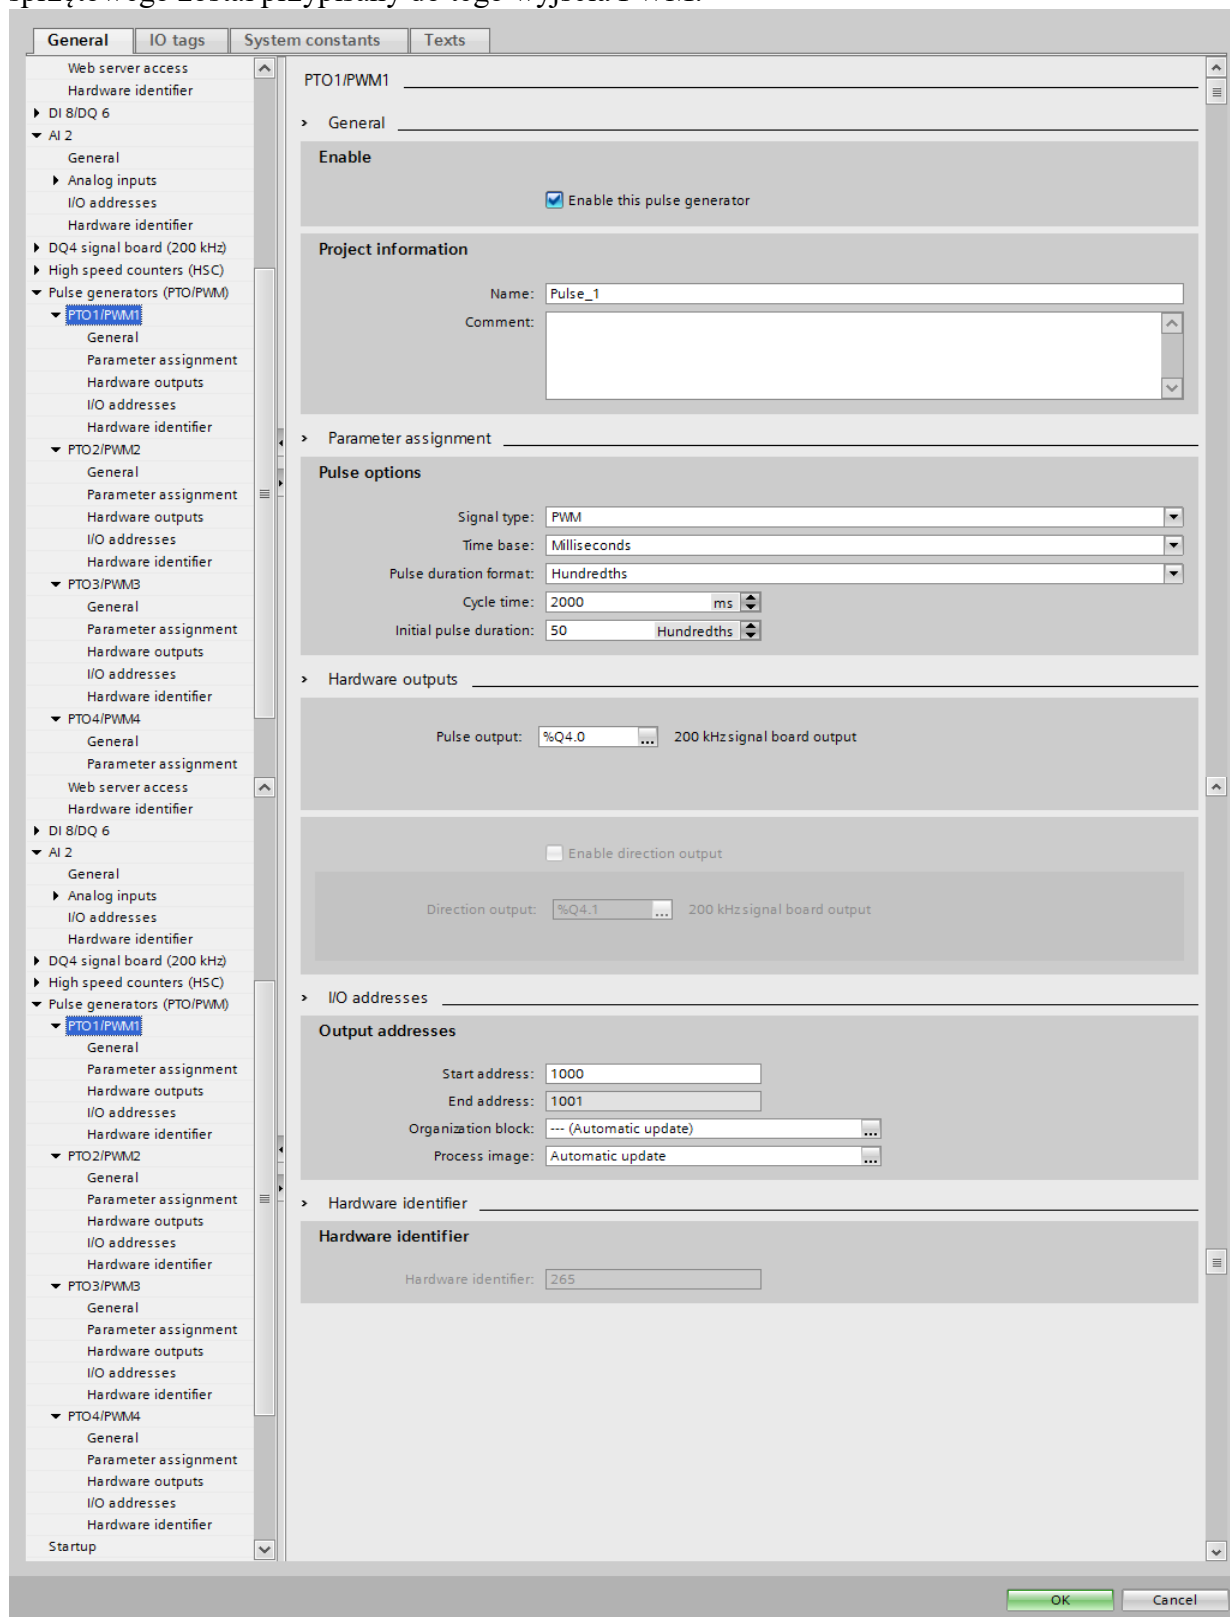 sprzętowego został przypisany do tego wyjścia PWM.
General IO tags System constants Texts
Web server access
Hardware identifier
DI 8/DQ 6
AI 2
General
Analog inputs
I/O addresses
Hardware identifier
DQ4 signal board (200 kHz)
High speed counters (HSC)
Pulse generators (PTO/PWM)
PTO1/PWM1
General
Parameter assignment
Hardware outputs
I/O addresses
Hardware identifier
PTO2/PWM2
General
Parameter assignment
Hardware outputs
I/O addresses
Hardware identifier
PTO3/PWM3
General
Parameter assignment
Hardware outputs
I/O addresses
Hardware identifier
PTO4/PWM4
General
Parameter assignment
Web server access
Hardware identifier
DI 8/DQ 6
AI 2
General
Analog inputs
I/O addresses
Hardware identifier
DQ4 signal board (200 kHz)
High speed counters (HSC)
Pulse generators (PTO/PWM)
PTO1/PWM1
General
Parameter assignment
Hardware outputs
I/O addresses
Hardware identifier
PTO2/PWM2
General
Parameter assignment
Hardware outputs
I/O addresses
Hardware identifier
PTO3/PWM3
General
Parameter assignment
Hardware outputs
I/O addresses
Hardware identifier
PTO4/PWM4
General
Parameter assignment
Hardware outputs
I/O addresses
Hardware identifier
Startup
PTO1/PWM1
General
Enable
Enable this pulse generator
Project information
Name: Pulse_1
Comment:
Parameter assignment
Pulse options
Signal type: PWM
Time base: Milliseconds
Pulse duration format: Hundredths
Cycle time: 2000 ms
Initial pulse duration: 50 Hundredths
Hardware outputs
Pulse output: %Q4.0 ... 200 kHz signal board output
Enable direction output
Direction output: %Q4.1 ... 200 kHz signal board output
I/O addresses
Output addresses
Start address: 1000
End address: 1001
Organization block: --- (Automatic update) ...
Process image: Automatic update ...
Hardware identifier
Hardware identifier
Hardware identifier: 265
OK Cancel